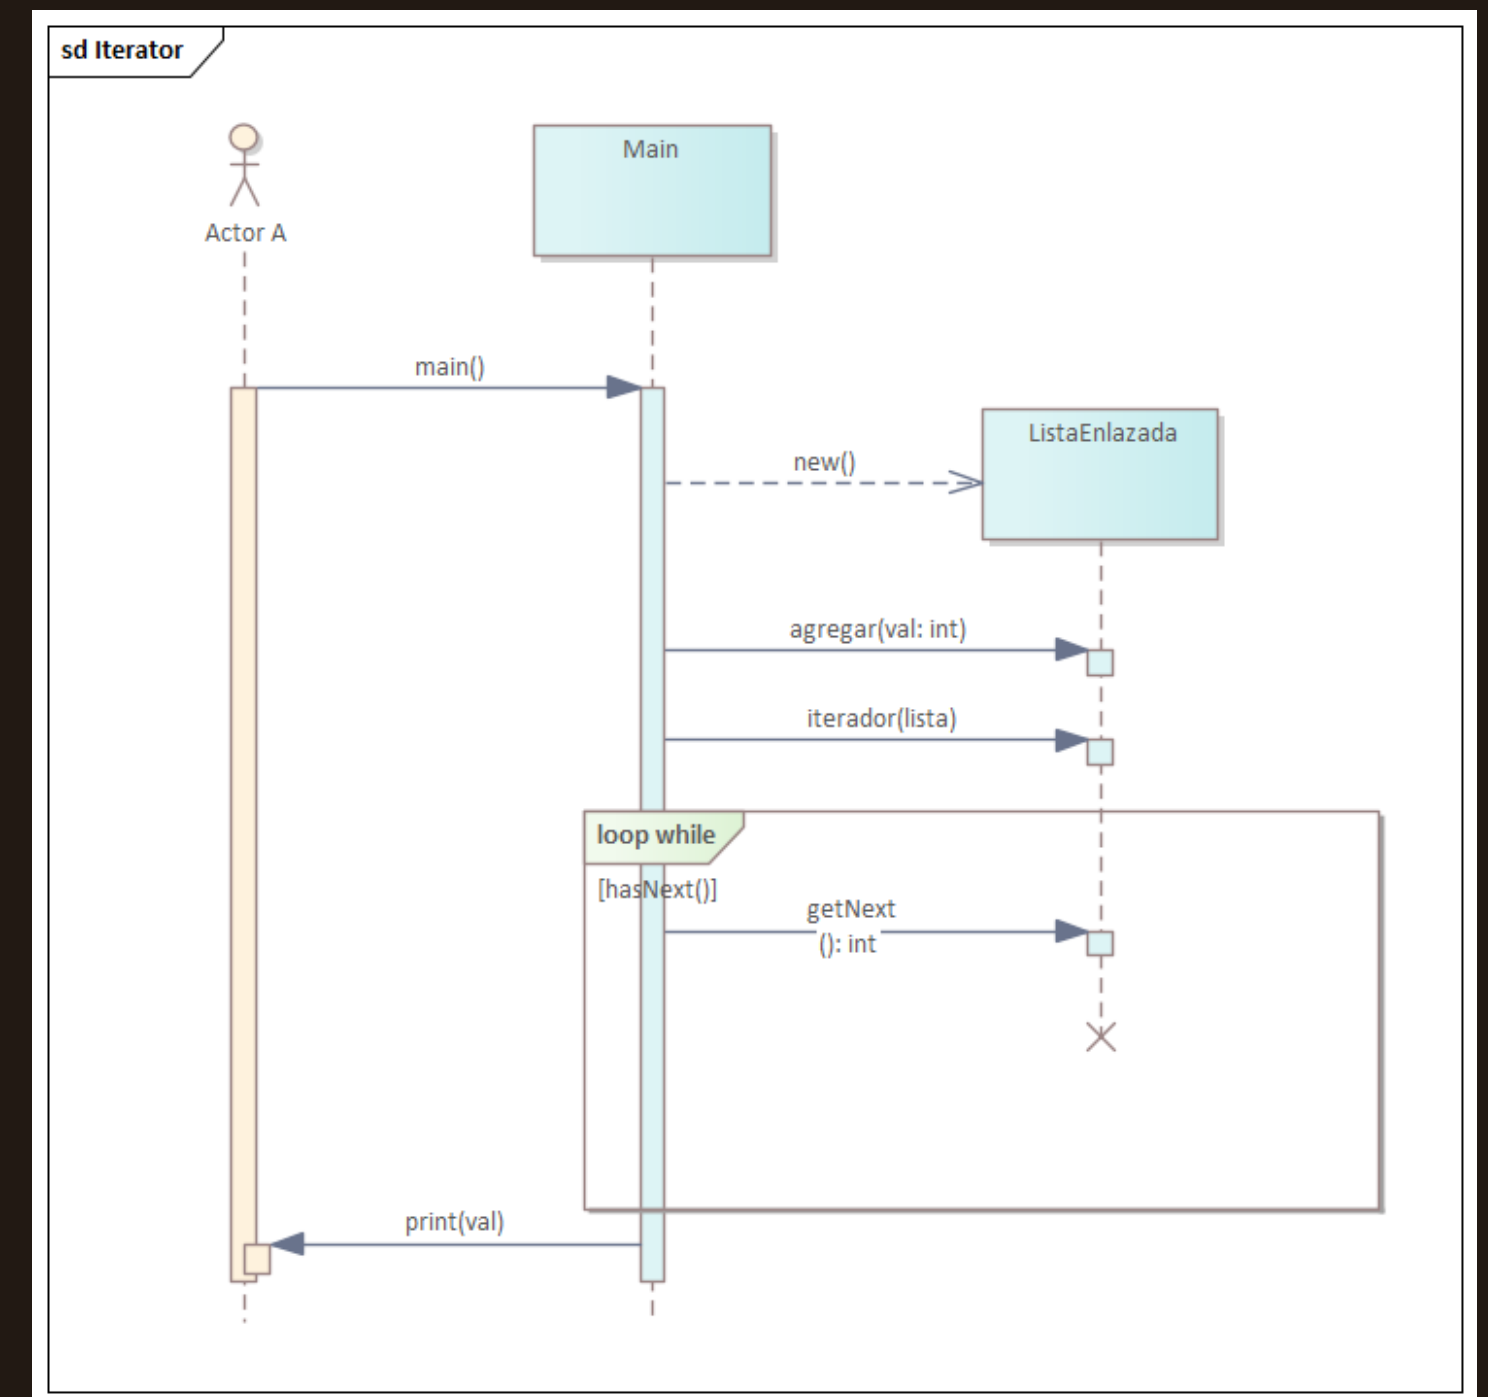 sd Iterator
Main
Actor A
main()
ListaEnlazada
new()
agregar(val: int)
iterador(lista)
loop while
[hasNext()]
getNext
(): int
print(val)